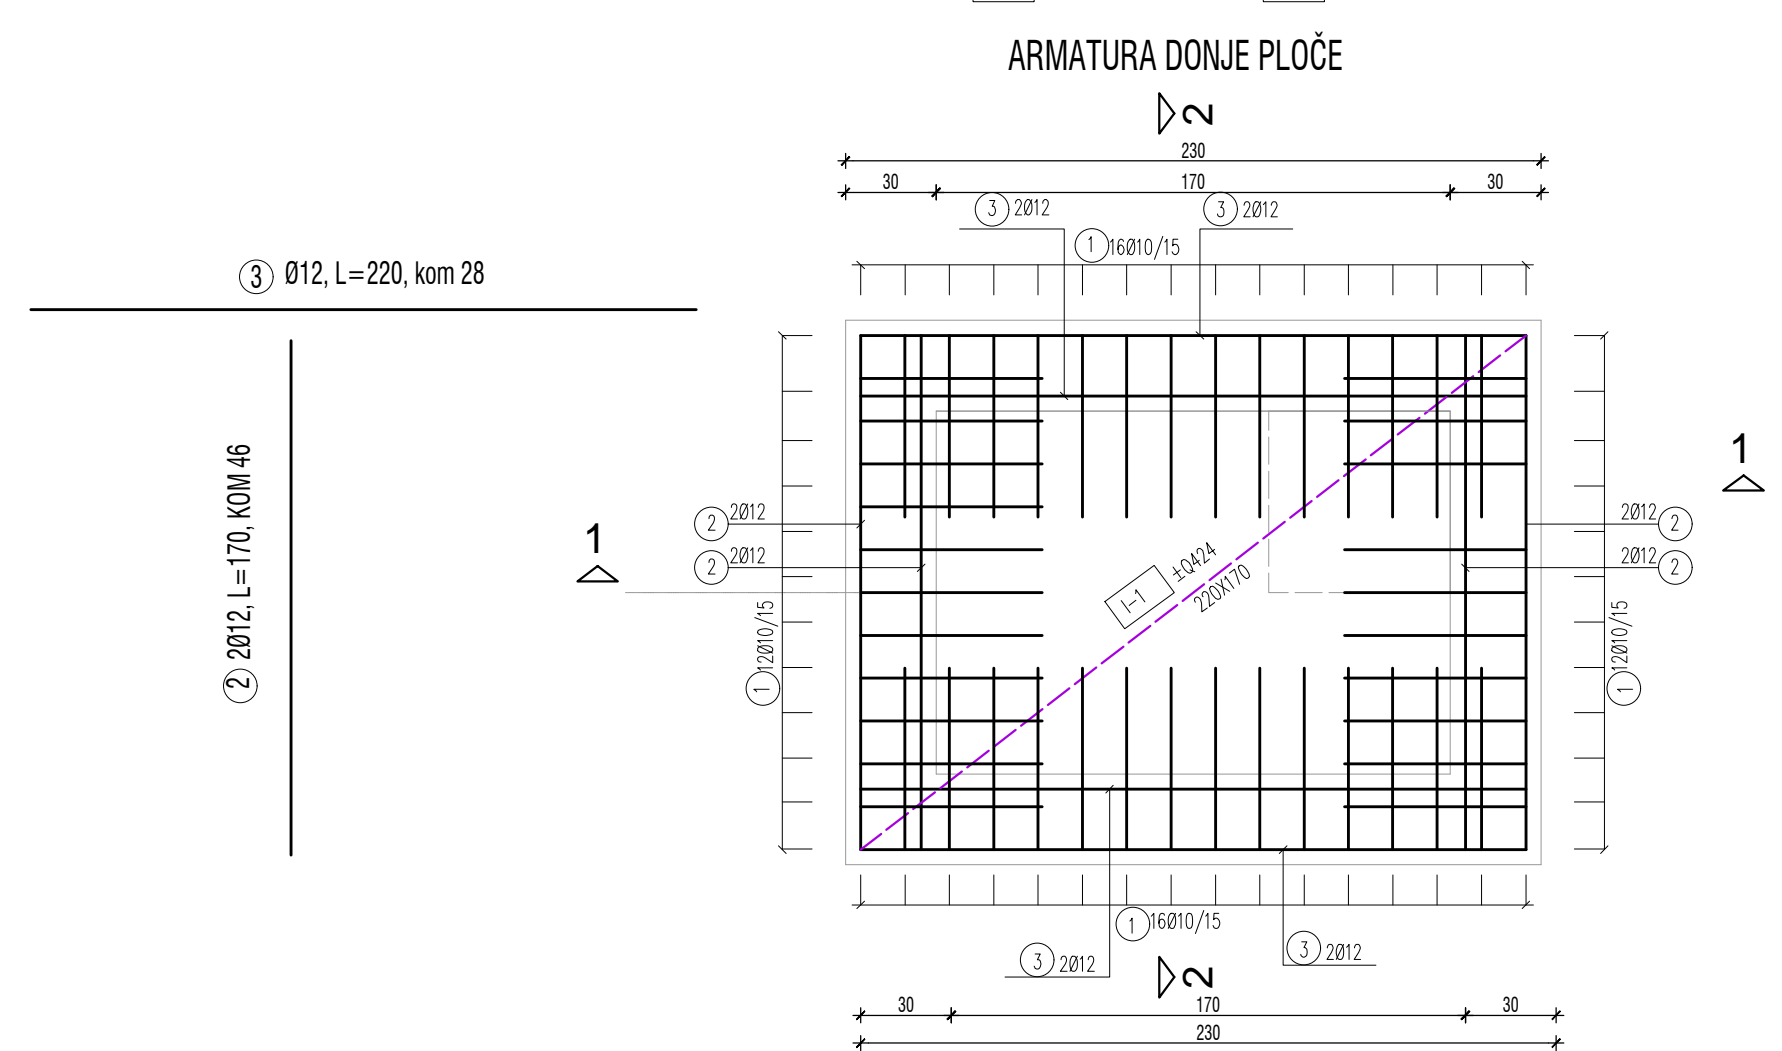 ARMATURA DONJE PLOČE
2
230
30 170 30
3 2Ø12 3 2Ø12
1 16Ø10/15
3 Ø12, L=220, kom 28
2 2Ø12, L=170, KOM 46
1
1
2 2Ø12
2 2Ø12
2Ø12 2
2Ø12 2
I-1 ±Q424
220X170
1 12Ø10/15
1 12Ø10/15
1 16Ø10/15
3 2Ø12
3 2Ø12
2
30 170 30
230